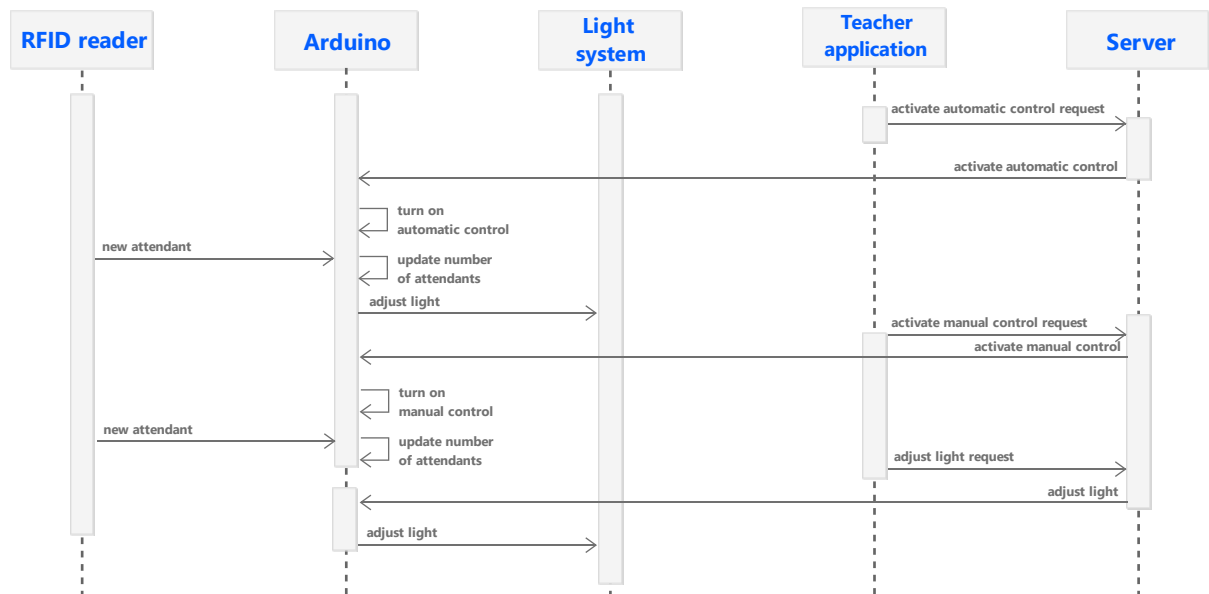 RFID reader
Arduino
Light
system
Teacher
application
Server
activate automatic control request
activate automatic control
turn on
automatic control
new attendant
update number
of attendants
adjust light
activate manual control request
activate manual control
turn on
manual control
new attendant
update number
of attendants
adjust light request
adjust light
adjust light